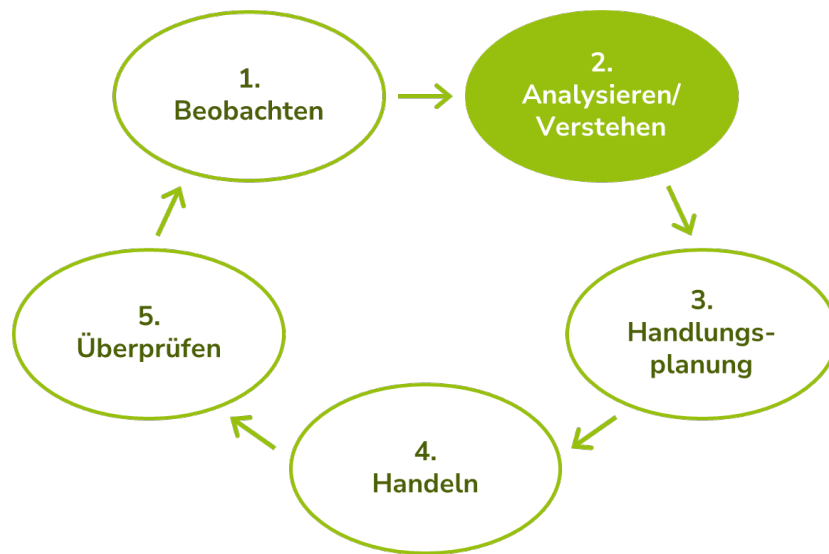 1.
Beobachten
2.
Analysieren/
Verstehen
3.
Handlungs-
planung
4.
Handeln
5.
Überprüfen